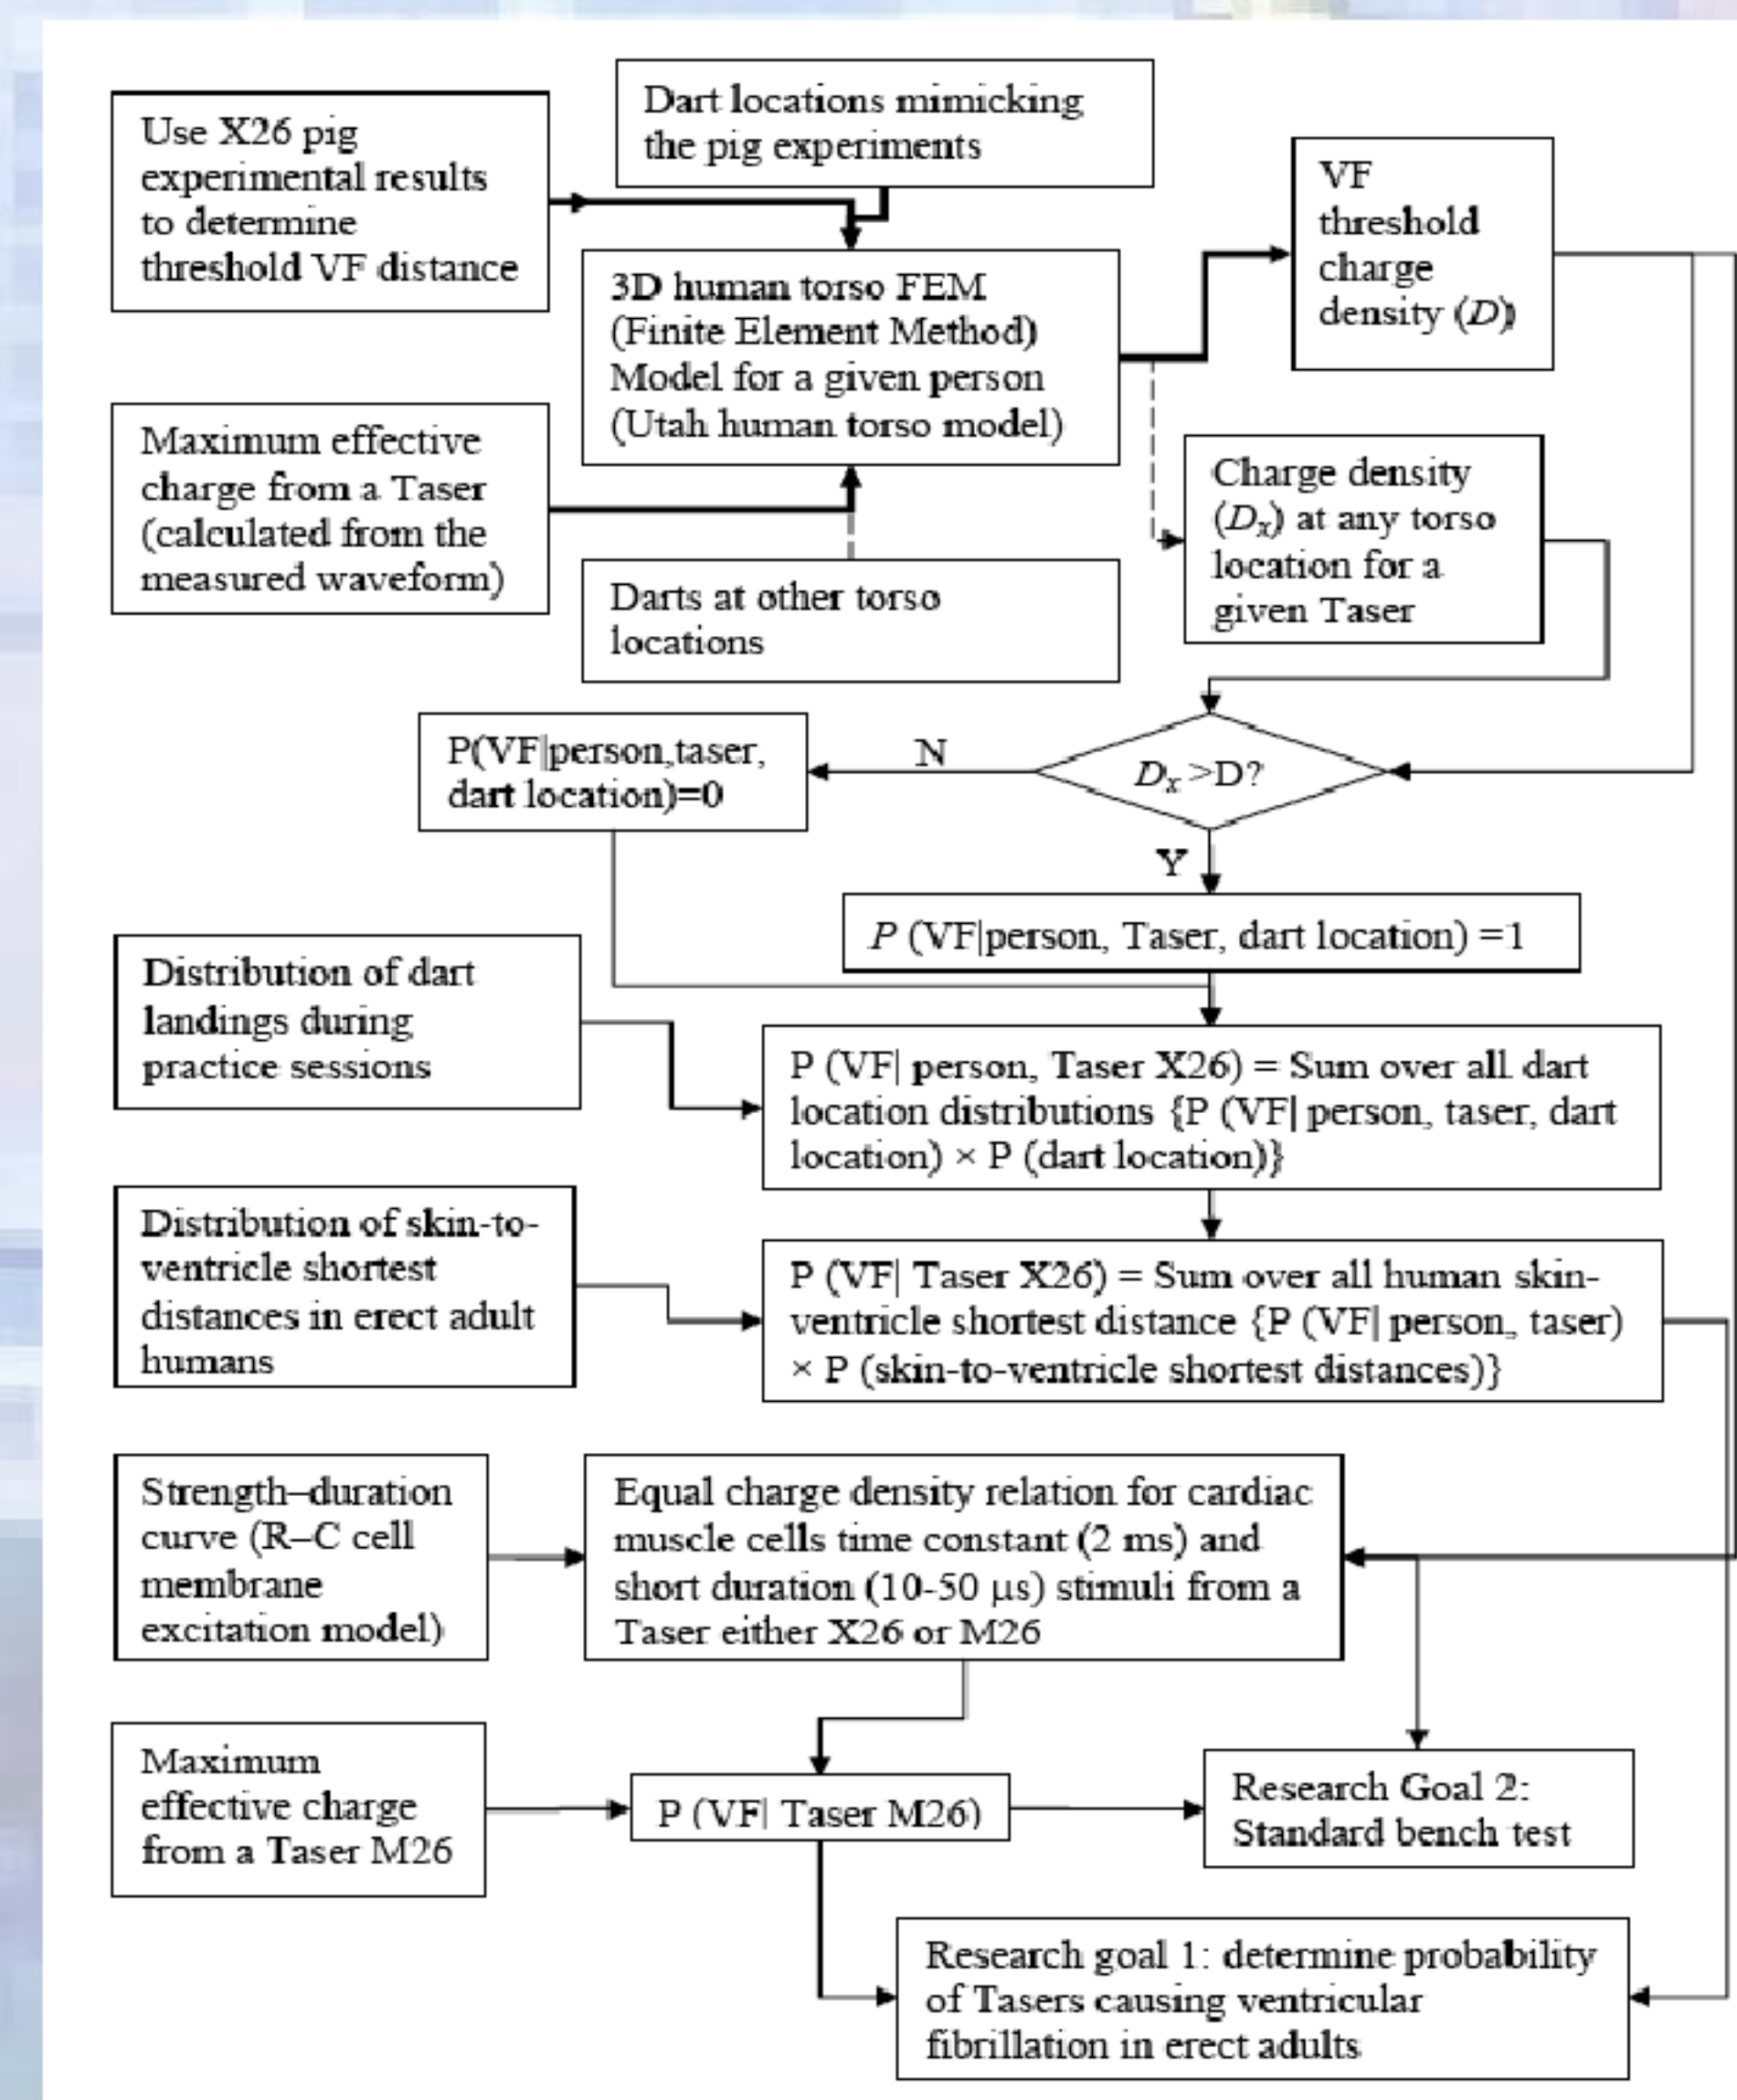 Dart locations mimicking
the pig experiments
Use X26 pig
experimental results
to determine
threshold VF distance
VF
threshold
charge
density (D)
3D human torso FEM
(Finite Element Method)
Model for a given person
(Utah human torso model)
Maximum effective
charge from a Taser
(calculated from the
measured waveform)
Charge density
(Dx) at any torso
location for a
given Taser
Darts at other torso
locations
P(VF|person,taser,
dart location)=0
N
Dx >D?
Y
P (VF|person, Taser, dart location) =1
Distribution of dart
landings during
practice sessions
P (VF| person, Taser X26) = Sum over all dart
location distributions {P (VF| person, taser, dart
location) × P (dart location)}
Distribution of skin-to-
ventricle shortest
distances in erect adult
humans
P (VF| Taser X26) = Sum over all human skin-
ventricle shortest distance {P (VF| person, taser)
× P (skin-to-ventricle shortest distances)}
Strength–duration
curve (R–C cell
membrane
excitation model)
Equal charge density relation for cardiac
muscle cells time constant (2 ms) and
short duration (10-50 μs) stimuli from a
Taser either X26 or M26
Maximum
effective charge
from a Taser M26
P (VF| Taser M26)
Research Goal 2:
Standard bench test
Research goal 1: determine probability
of Tasers causing ventricular
fibrillation in erect adults